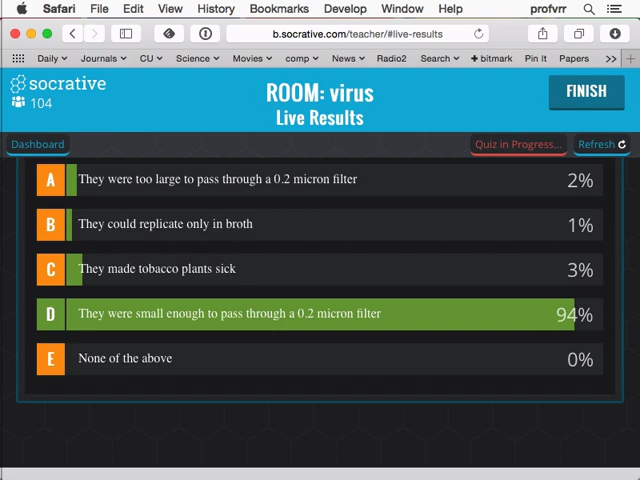 Safari File Edit View History Bookmarks Develop Window Help profvrr
b.socrative.com/teacher/#live-results
Daily Journals CU Science Movies comp News Radio2 Search + bitmark Pin It Papers >> +
socrative
104
ROOM: virus
Live Results
FINISH
Dashboard
Quiz in Progress...
Refresh
A They were too large to pass through a 0.2 micron filter 2%
B They could replicate only in broth 1%
C They made tobacco plants sick 3%
D They were small enough to pass through a 0.2 micron filter 94%
E None of the above 0%